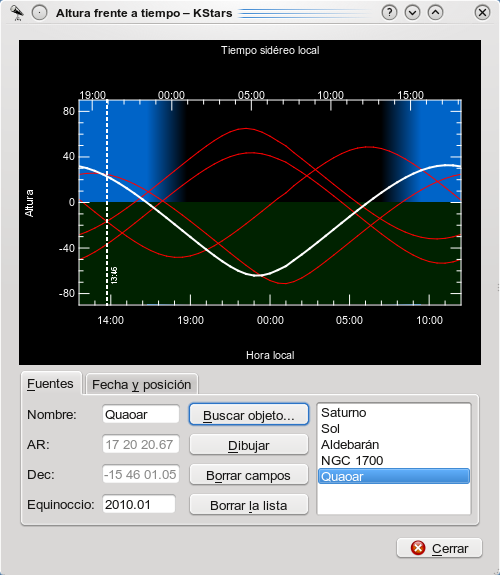 Altura frente a tiempo – KStars
Tiempo sidéreo local
19:00 00:00 05:00 10:00 15:00
80
40
0
-40
-80
Altura
13:46
14:00 19:00 00:00 05:00 10:00
Hora local
Fuentes Fecha y posición
Nombre: Quaoar Buscar objeto...
AR: 17 20 20.67 Dibujar
Dec: -15 46 01.05 Borrar campos
Equinoccio: 2010.01 Borrar la lista
Saturno
Sol
Aldebarán
NGC 1700
Quaoar
Cerrar